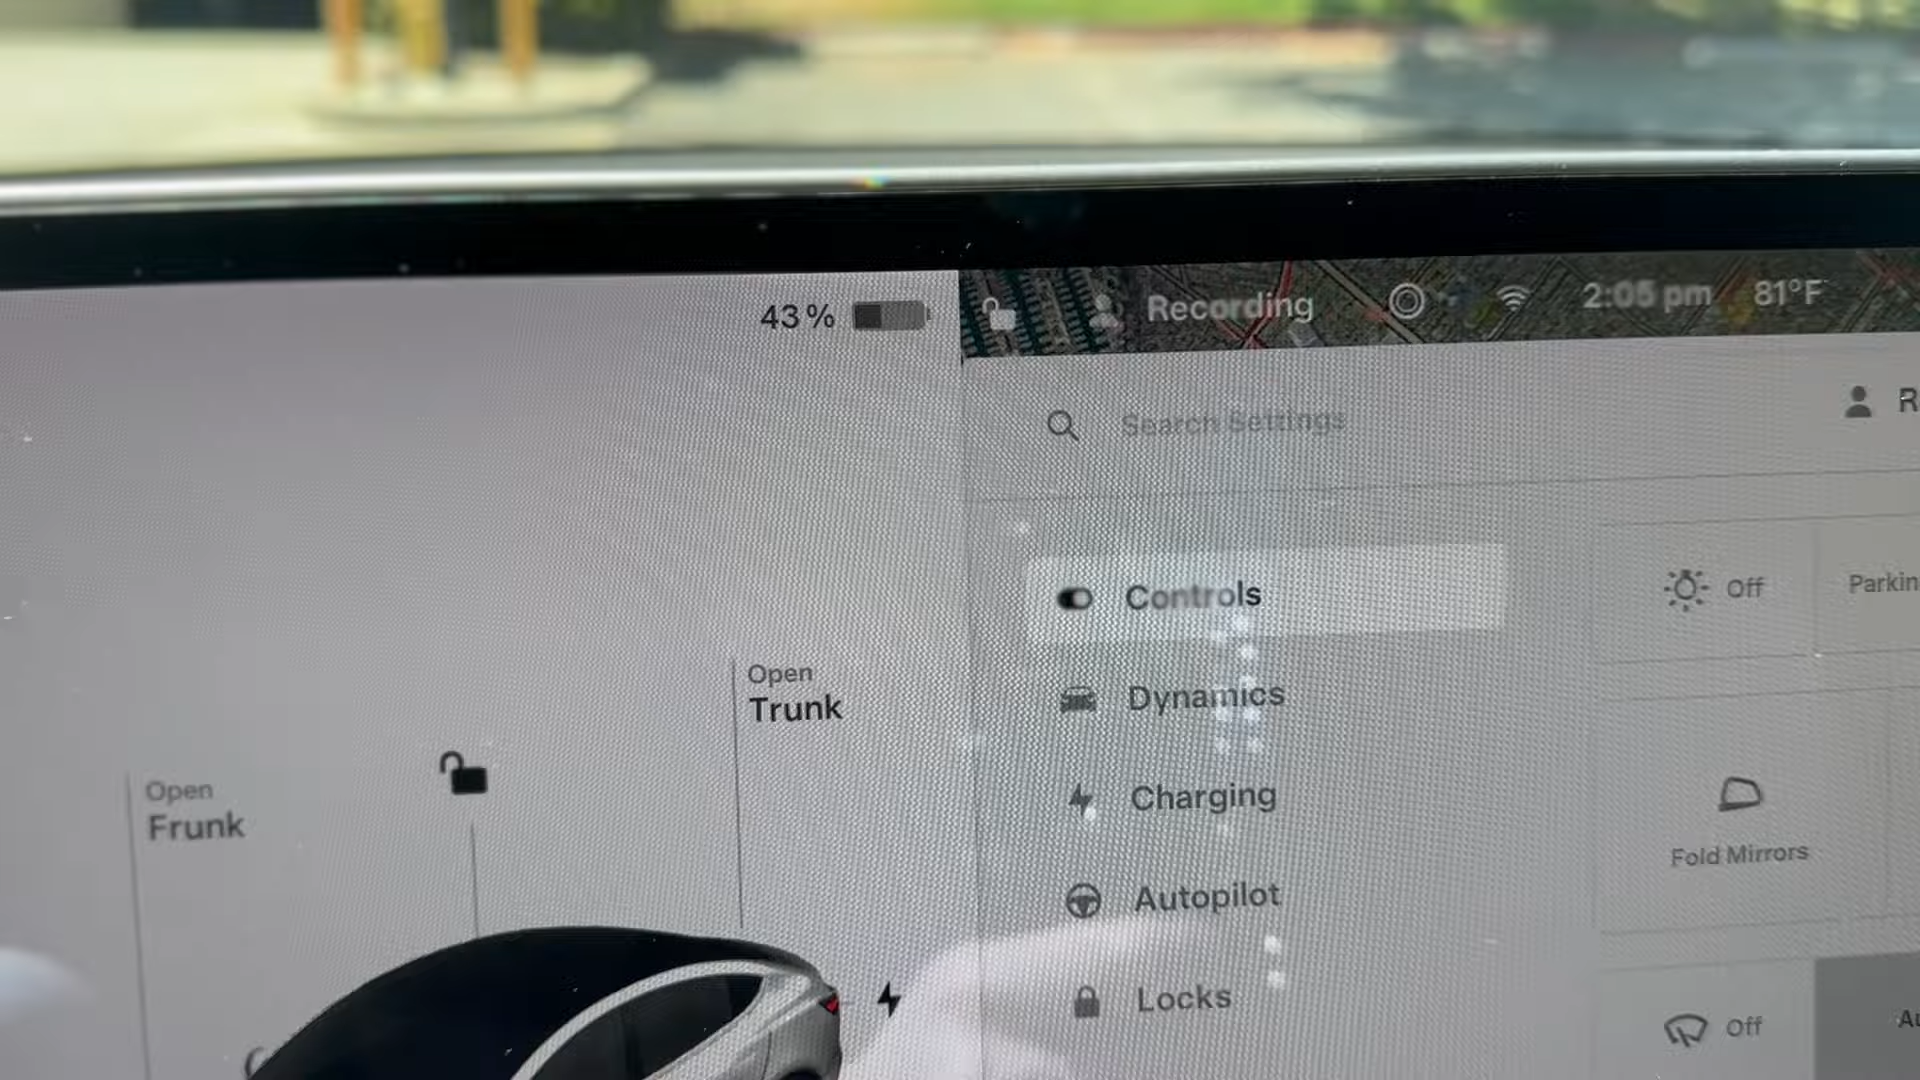 43 %
Recording
2:05 pm
81°F
Search Settings
Controls
Off
Open
Trunk
Dynamics
Open
Frunk
Charging
Fold Mirrors
Autopilot
Locks
Off